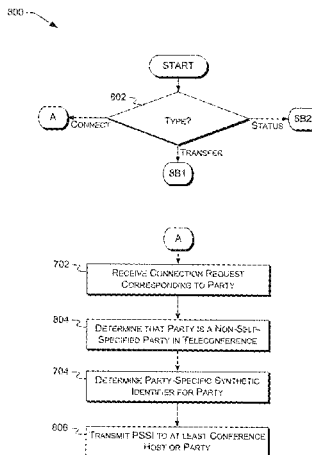 800
START
602
TYPE?
A
CONNECT
STATUS
8B2
TRANSFER
8B1
A
702
RECEIVE CONNECTION REQUEST
CORRESPONDING TO PARTY
804
DETERMINE THAT PARTY IS A NON-SELF-
SPECIFIED PARTY IN TELECONFERENCE
704
DETERMINE PARTY-SPECIFIC SYNTHETIC
IDENTIFIER FOR PARTY
806
TRANSMIT PSSI TO AT LEAST CONFERENCE
HOST OR PARTY